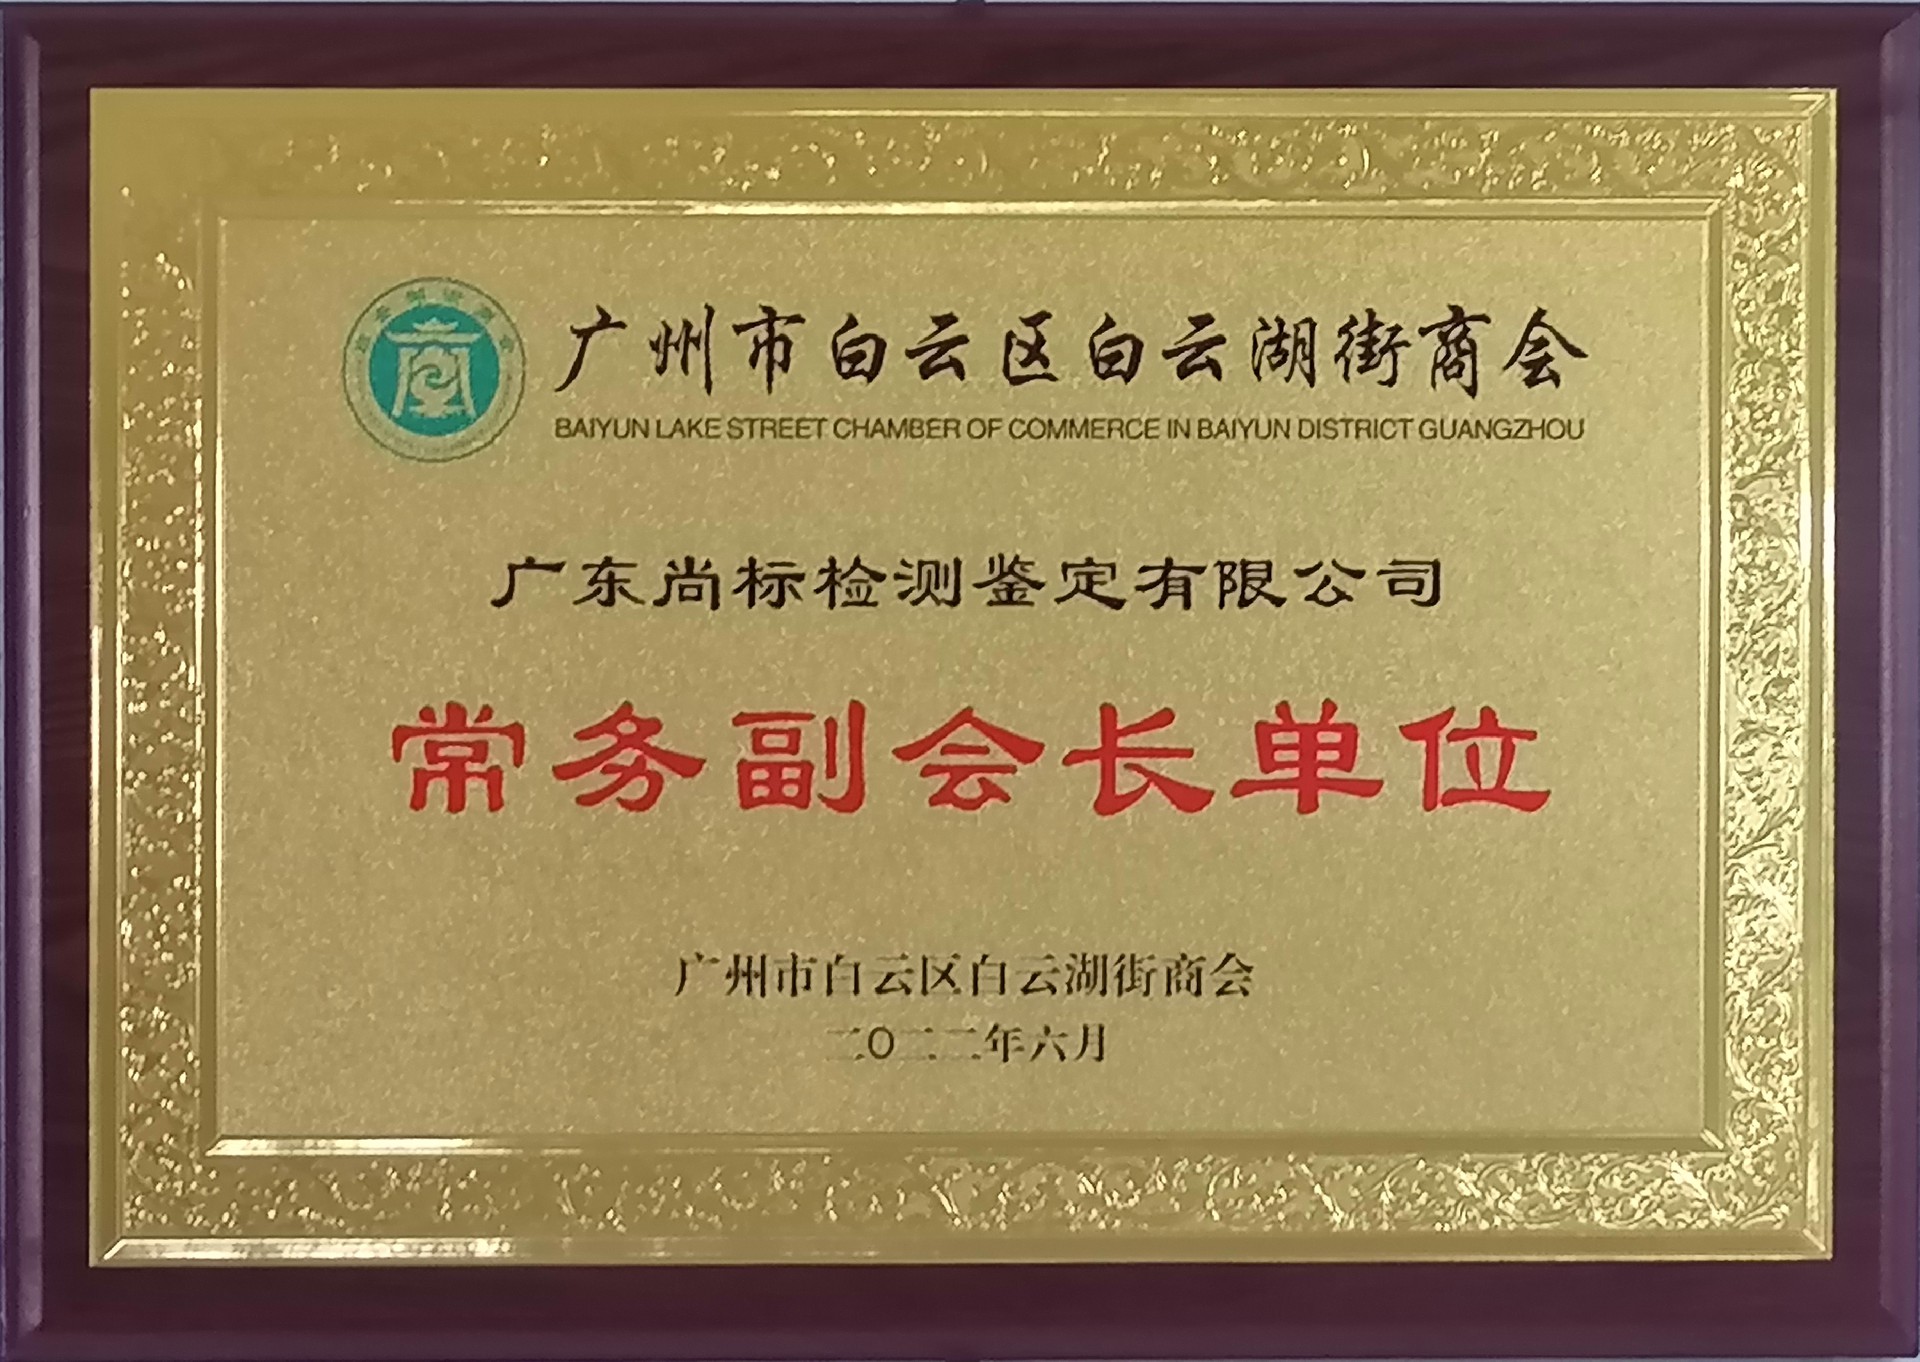 广州市白云区白云湖街商会
BAIYUN LAKE STREET CHAMBER OF COMMERCE IN BAIYUN DISTRICT GUANGZHOU
广东尚标检测鉴定有限公司
常务副会长单位
广州市白云区白云湖街商会
二〇二二年六月